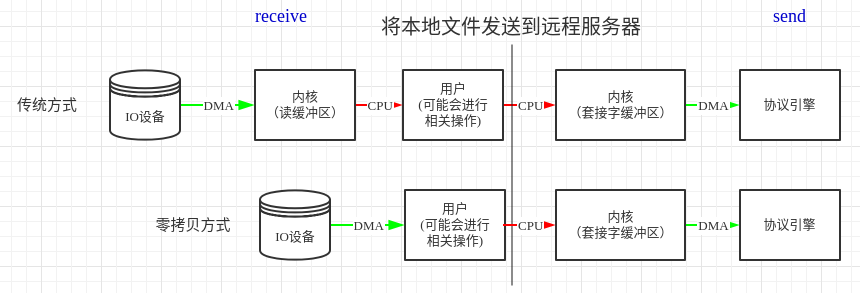 receive
send
将本地文件发送到远程服务器
传统方式
IO设备
DMA
内核
（读缓冲区）
CPU
用户
(可能会进行
相关操作)
CPU
内核
（套接字缓冲区）
DMA
协议引擎
零拷贝方式
IO设备
DMA
用户
(可能会进行
相关操作)
CPU
内核
（套接字缓冲区）
DMA
协议引擎